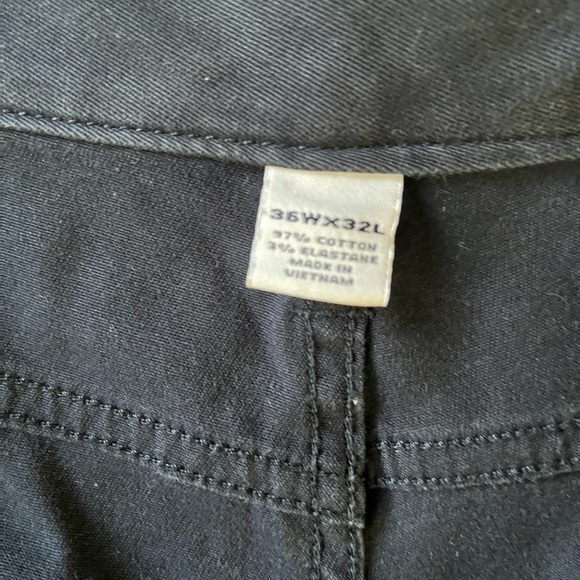 36WX32L
97% COTTON
3% ELASTANE
MADE IN
VIETNAM